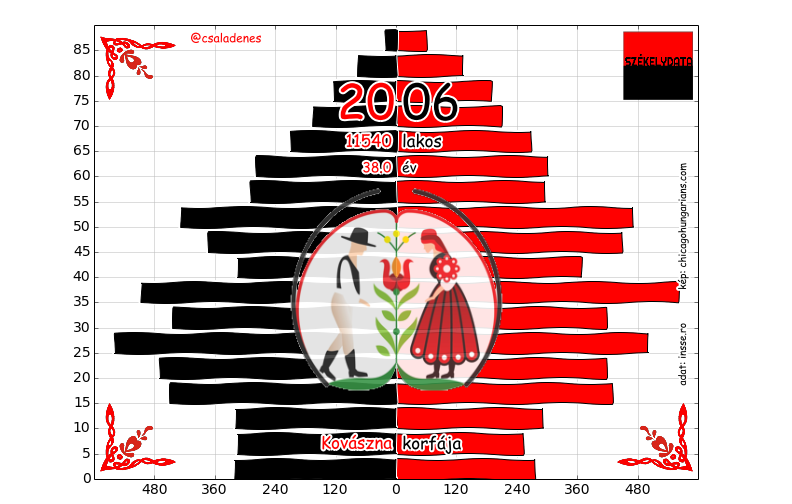 @csaladenes
SZÉKELYDATA
2006
11540 lakos
38.0 év
kép: chicagohungarians.com
adat: insse.ro
Kovászna korfája
85
80
75
70
65
60
55
50
45
40
35
30
25
20
15
10
5
0
480 360 240 120 0 120 240 360 480